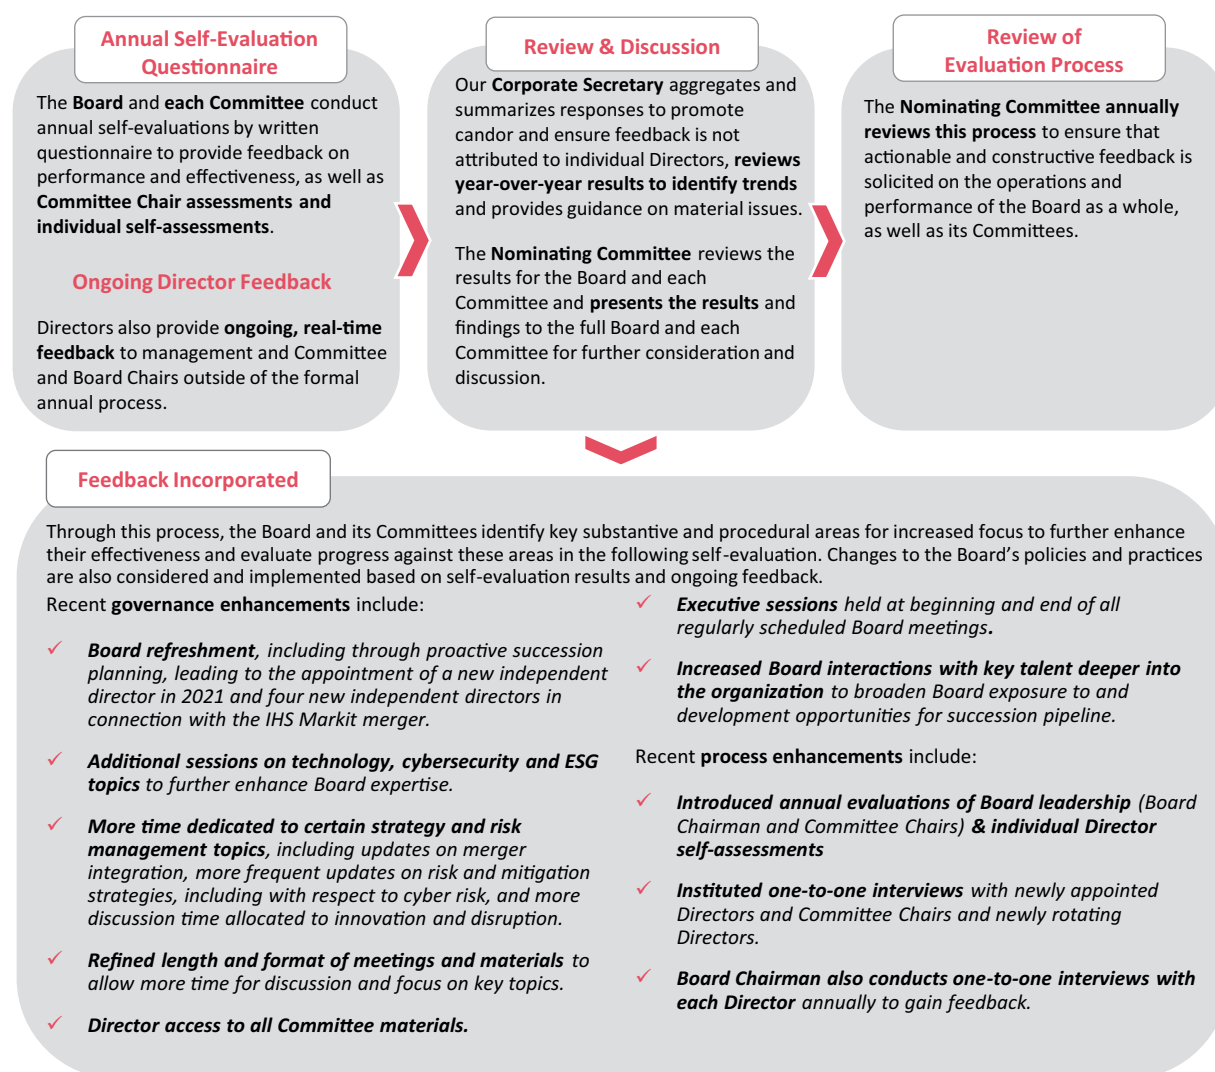 Annual Self-Evaluation
Questionnaire
The Board and each Committee conduct
annual self-evaluations by written
questionnaire to provide feedback on
performance and effectiveness, as well as
Committee Chair assessments and
individual self-assessments.
Ongoing Director Feedback
Directors also provide ongoing, real-time
feedback to management and Committee
and Board Chairs outside of the formal
annual process.
Review & Discussion
Our Corporate Secretary aggregates and
summarizes responses to promote
candor and ensure feedback is not
attributed to individual Directors, reviews
year-over-year results to identify trends
and provides guidance on material issues.
The Nominating Committee reviews the
results for the Board and each
Committee and presents the results and
findings to the full Board and each
Committee for further consideration and
discussion.
Review of
Evaluation Process
The Nominating Committee annually
reviews this process to ensure that
actionable and constructive feedback is
solicited on the operations and
performance of the Board as a whole,
as well as its Committees.
Feedback Incorporated
Through this process, the Board and its Committees identify key substantive and procedural areas for increased focus to further enhance
their effectiveness and evaluate progress against these areas in the following self-evaluation. Changes to the Board's policies and practices
are also considered and implemented based on self-evaluation results and ongoing feedback.
Recent governance enhancements include:
✓ Board refreshment, including through proactive succession
planning, leading to the appointment of a new independent
director in 2021 and four new independent directors in
connection with the IHS Markit merger.
✓ Additional sessions on technology, cybersecurity and ESG
topics to further enhance Board expertise.
✓ More time dedicated to certain strategy and risk
management topics, including updates on merger
integration, more frequent updates on risk and mitigation
strategies, including with respect to cyber risk, and more
discussion time allocated to innovation and disruption.
✓ Refined length and format of meetings and materials to
allow more time for discussion and focus on key topics.
✓ Director access to all Committee materials.
✓ Executive sessions held at beginning and end of all
regularly scheduled Board meetings.
✓ Increased Board interactions with key talent deeper into
the organization to broaden Board exposure to and
development opportunities for succession pipeline.
Recent process enhancements include:
✓ Introduced annual evaluations of Board leadership (Board
Chairman and Committee Chairs) & individual Director
self-assessments
✓ Instituted one-to-one interviews with newly appointed
Directors and Committee Chairs and newly rotating
Directors.
✓ Board Chairman also conducts one-to-one interviews with
each Director annually to gain feedback.